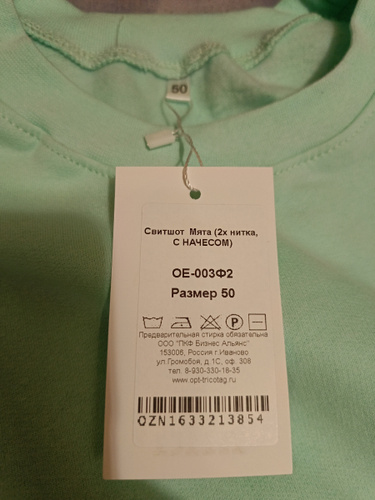 50
Свитшот Мята (2х нитка,
С НАЧЕСОМ)
ОЕ-003Ф2
Размер 50
P
Предварительная стирка обязательна
ООО "ПКФ Бизнес Альянс"
153006, Россия г.Иваново
ул.Громобоя, д.1С, оф. 308
тел. 8-930-330-18-35
www.opt-tricotag.ru
OZN1633213854